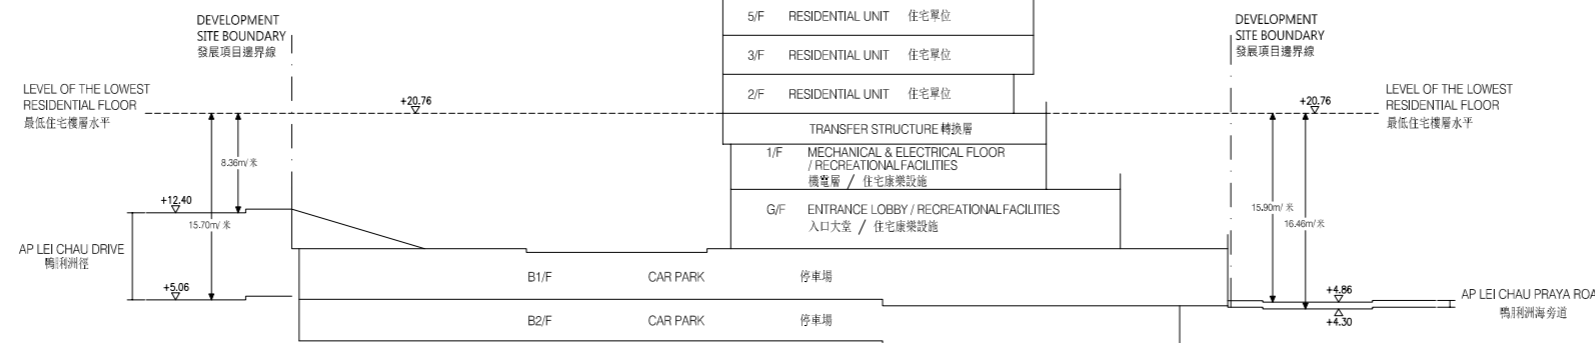 DEVELOPMENT
SITE BOUNDARY
發展項目邊界線
5/F RESIDENTIAL UNIT 住宅單位
DEVELOPMENT
SITE BOUNDARY
發展項目邊界線
3/F RESIDENTIAL UNIT 住宅單位
LEVEL OF THE LOWEST
RESIDENTIAL FLOOR
最低住宅樓層水平
+20.76
2/F RESIDENTIAL UNIT 住宅單位
+20.76
LEVEL OF THE LOWEST
RESIDENTIAL FLOOR
最低住宅樓層水平
TRANSFER STRUCTURE 轉換層
8.36m/米
1/F MECHANICAL & ELECTRICAL FLOOR
/ RECREATIONAL FACILITIES
機電層 / 住宅康樂設施
+12.40
15.70m/米
G/F ENTRANCE LOBBY / RECREATIONAL FACILITIES
入口大堂 / 住宅康樂設施
15.90m/米
16.46m/米
AP LEI CHAU DRIVE
鴨脷洲徑
B1/F CAR PARK 停車場
+5.06
+4.86
AP LEI CHAU PRAYA ROA
鴨脷洲海旁道
B2/F CAR PARK 停車場
+4.30